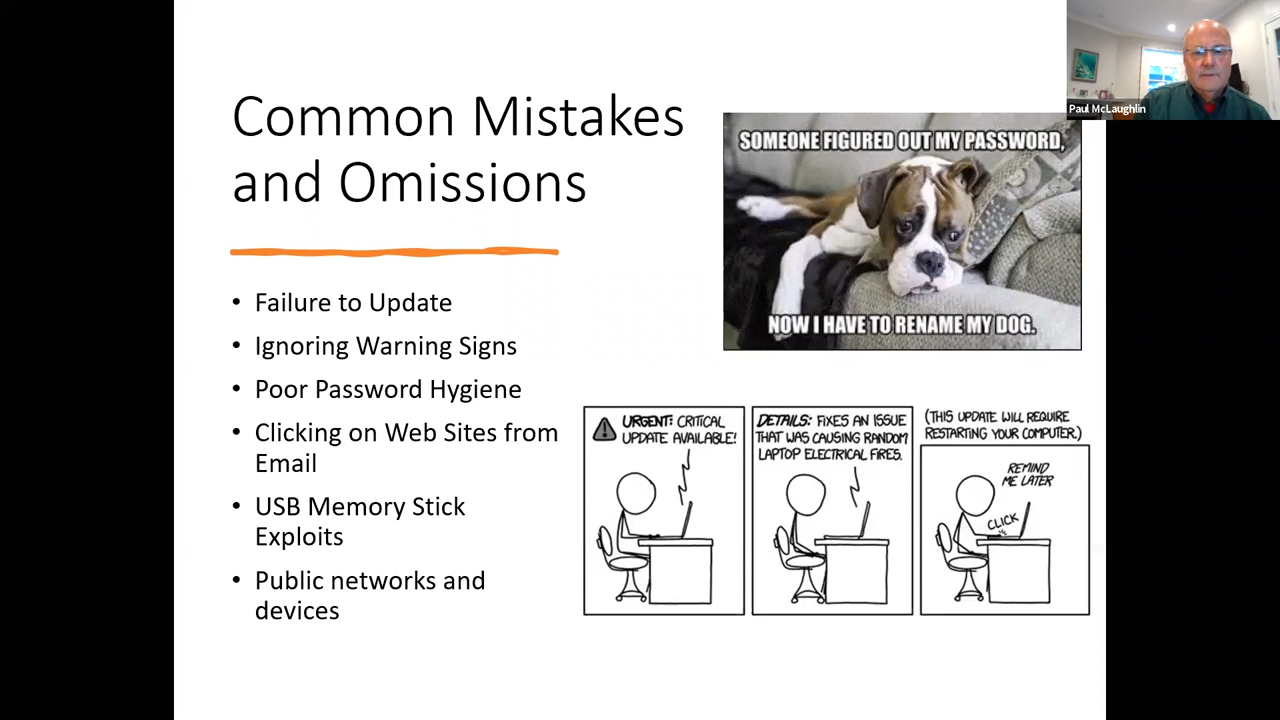 Common Mistakes
and Omissions
• Failure to Update
• Ignoring Warning Signs
• Poor Password Hygiene
• Clicking on Web Sites from
Email
• USB Memory Stick
Exploits
• Public networks and
devices
SOMEONE FIGURED OUT MY PASSWORD,
NOW I HAVE TO RENAME MY DOG.
URGENT: CRITICAL
UPDATE AVAILABLE!
DETAILS: FIXES AN ISSUE
THAT WAS CAUSING RANDOM
LAPTOP ELECTRICAL FIRES.
(THIS UPDATE WILL REQUIRE
RESTARTING YOUR COMPUTER.)
REMIND
ME LATER
CLICK
Paul McLaughlin